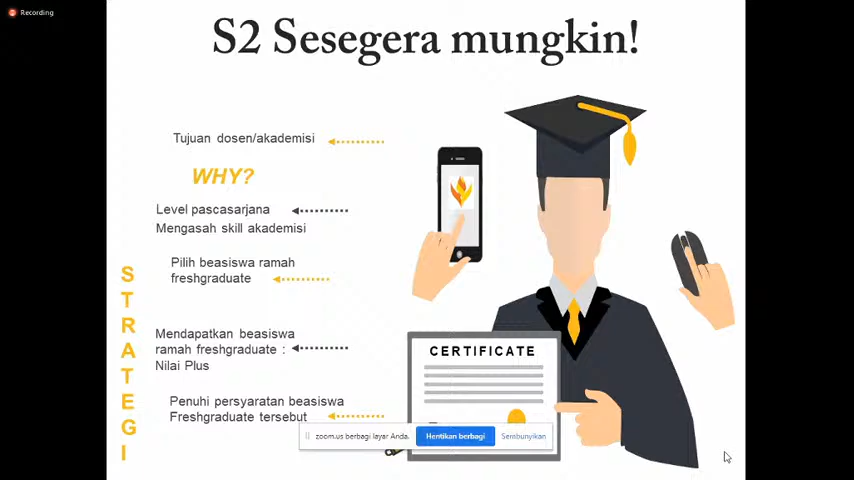 Recording
S2 Sesegera mungkin!
Tujuan dosen/akademisi
WHY?
Level pascasarjana
Mengasah skill akademisi
Pilih beasiswa ramah
freshgraduate
STRATEGI
Mendapatkan beasiswa
ramah freshgraduate :
Nilai Plus
Penuhi persyaratan beasiswa
Freshgraduate tersebut
CERTIFICATE
zoom.us berbagi layar Anda.
Hentikan berbagi
Sembunyikan